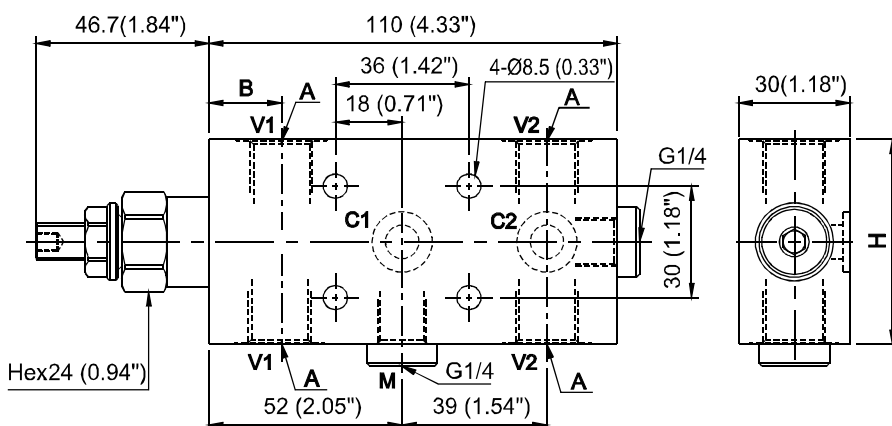 46.7(1.84")
110 (4.33")
36 (1.42")
4-Ø8.5 (0.33")
30(1.18")
B
A
A
18 (0.71")
V1
V2
G1/4
C1
C2
30 (1.18")
H
Hex24 (0.94")
V1
A
M
G1/4
V2
A
52 (2.05")
39 (1.54")